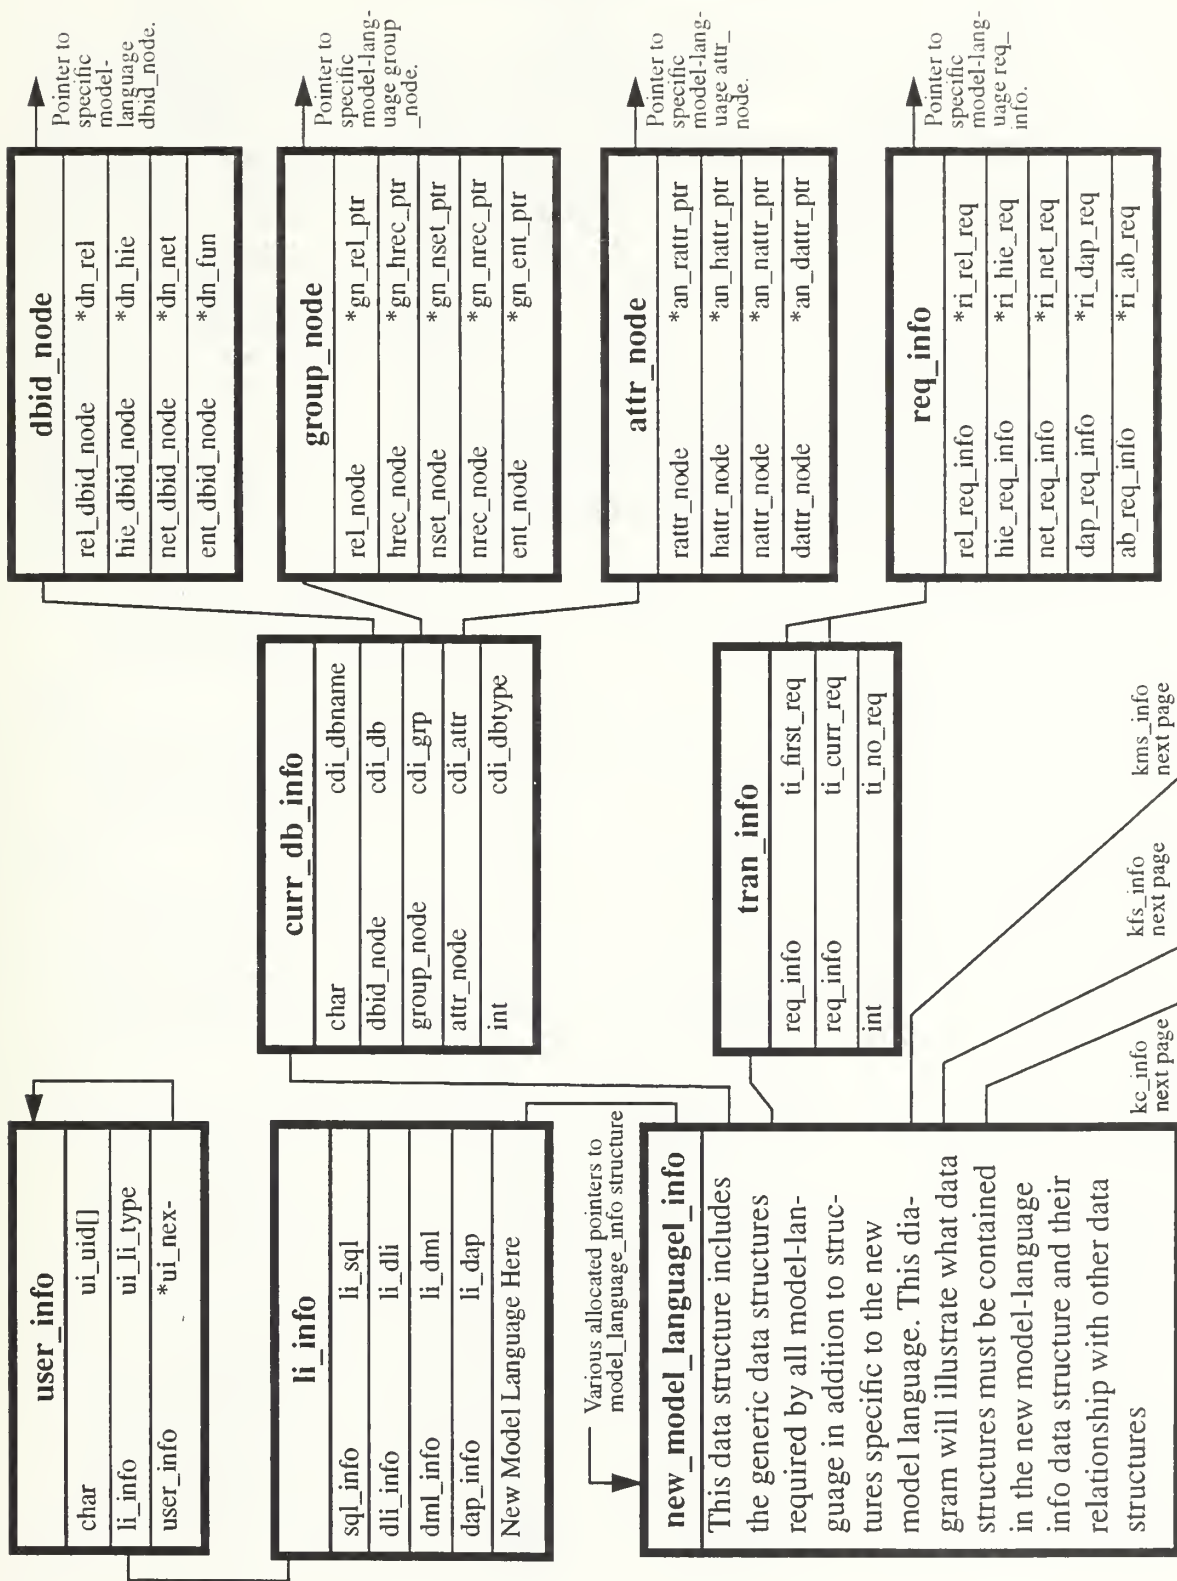 user_info
char ui_uid[]
li_info ui_li_type
user_info *ui_nex-
li_info
sql_info li_sql
dli_info li_dli
dml_info li_dml
dap_info li_dap
New Model Language Here
Various allocated pointers to
model_language_info structure
new_model_languagel_info
This data structure includes
the generic data structures
required by all model-lan-
guage in addition to struc-
tures specific to the new
model language. This dia-
gram will illustrate what data
structures must be contained
in the new model-language
info data structure and their
relationship with other data
structures
curr_db_info
char cdi_dbname
dbid_node cdi_db
group_node cdi_grp
attr_node cdi_attr
int cdi_dbtype
tran_info
req_info ti_first_req
req_info ti_curr_req
int ti_no_req
kc_info
next page
kfs_info
next page
kms_info
next page
dbid_node
rel_dbid_node *dn_rel
hie_dbid_node *dn_hie
net_dbid_node *dn_net
ent_dbid_node *dn_fun
Pointer to
specific
model-
language
dbid_node.
group_node
rel_node *gn_rel_ptr
hrec_node *gn_hrec_ptr
nset_node *gn_nset_ptr
nrec_node *gn_nrec_ptr
ent_node *gn_ent_ptr
Pointer to
specific
model-lang-
uage group
_node.
attr_node
rattr_node *an_rattr_ptr
hattr_node *an_hattr_ptr
nattr_node *an_nattr_ptr
dattr_node *an_dattr_ptr
Pointer to
specific
model-lang-
uage attr_
node.
req_info
rel_req_info *ri_rel_req
hie_req_info *ri_hie_req
net_req_info *ri_net_req
dap_req_info *ri_dap_req
ab_req_info *ri_ab_req
Pointer to
specific
model-lang-
uage req_
info.